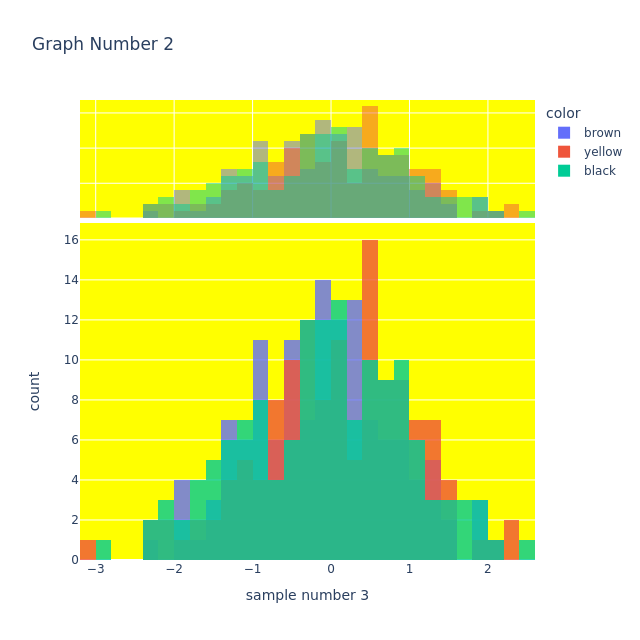 Graph Number 2
color
brown
yellow
black
16
14
12
10
8
6
4
2
0
count
−3
−2
−1
0
1
2
sample number 3